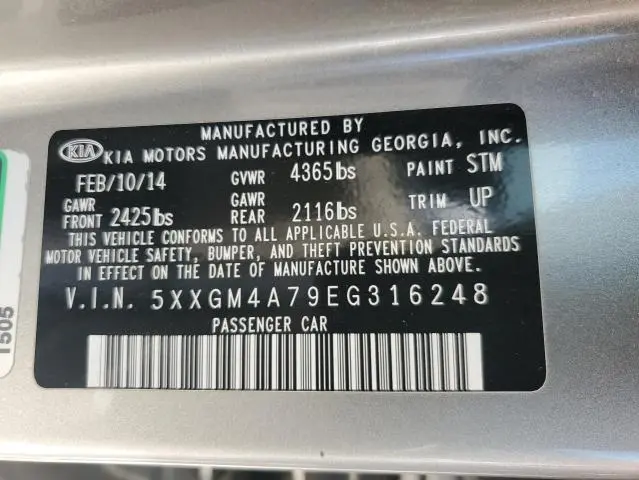 MANUFACTURED BY
KIA KIA MOTORS MANUFACTURING GEORGIA, INC.
FEB/10/14 GVWR 4365lbs PAINT STM
GAWR FRONT 2425lbs GAWR REAR 2116lbs TRIM UP
THIS VEHICLE CONFORMS TO ALL APPLICABLE U.S.A. FEDERAL
MOTOR VEHICLE SAFETY, BUMPER, AND THEFT PREVENTION STANDARDS
IN EFFECT ON THE DATE OF MANUFACTURE SHOWN ABOVE.
V.I.N. 5XXGM4A79EG316248
PASSENGER CAR
1505